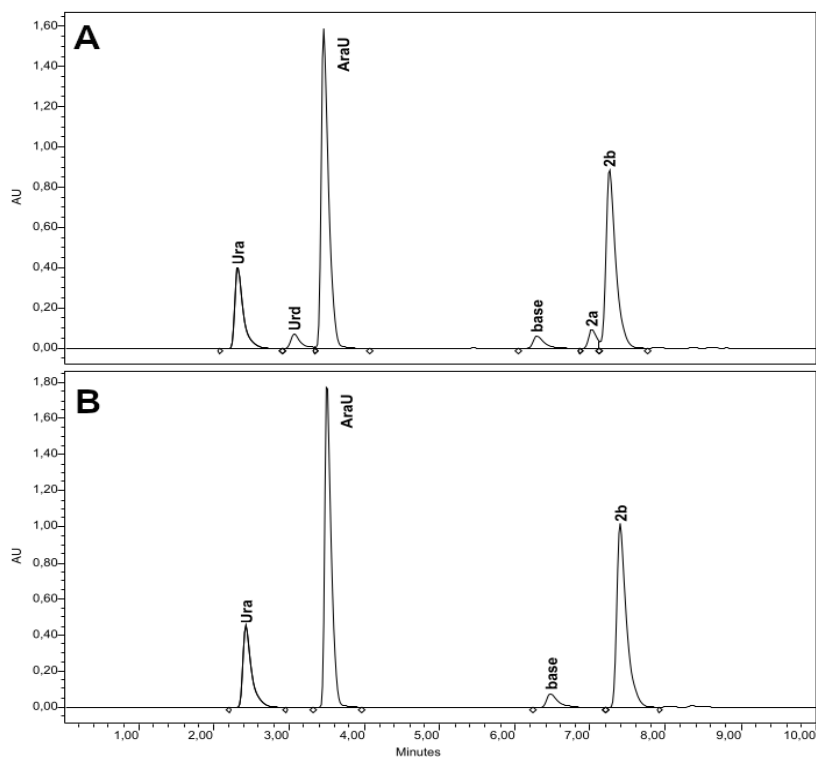 A
1,60
1,40
1,20
1,00
0,80
0,60
0,40
0,20
0,00
AU
Ura
Urd
AraU
base
2a
2b
B
1,80
1,60
1,40
1,20
1,00
0,80
0,60
0,40
0,20
0,00
AU
Ura
AraU
base
2b
1,00 2,00 3,00 4,00 5,00 6,00 7,00 8,00 9,00 10,00
Minutes